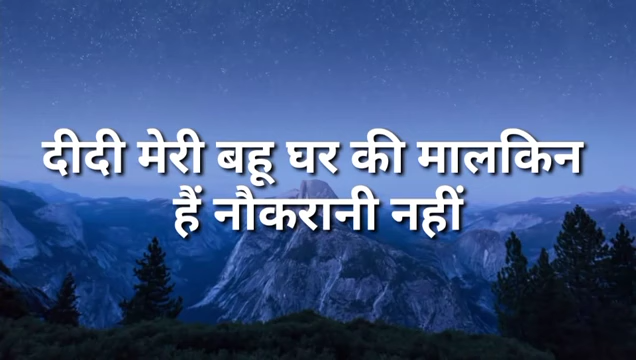 दीदी मेरी बहू घर की मालकिन
हैं नौकरानी नहीं